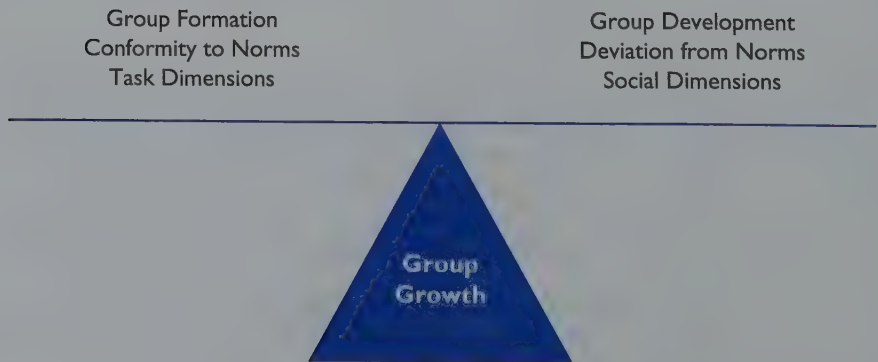 Group Formation
Conformity to Norms
Task Dimensions
Group Development
Deviation from Norms
Social Dimensions
Group
Growth